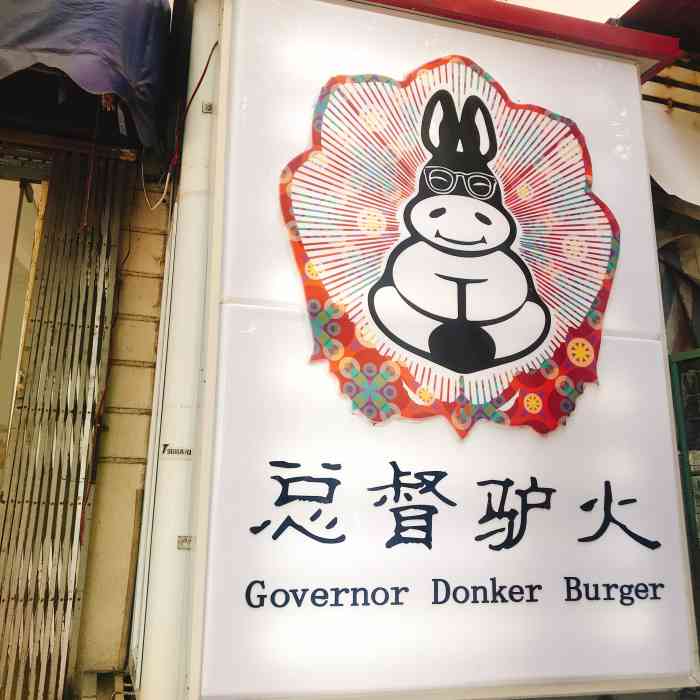 总督驴火
Governor Donker Burger